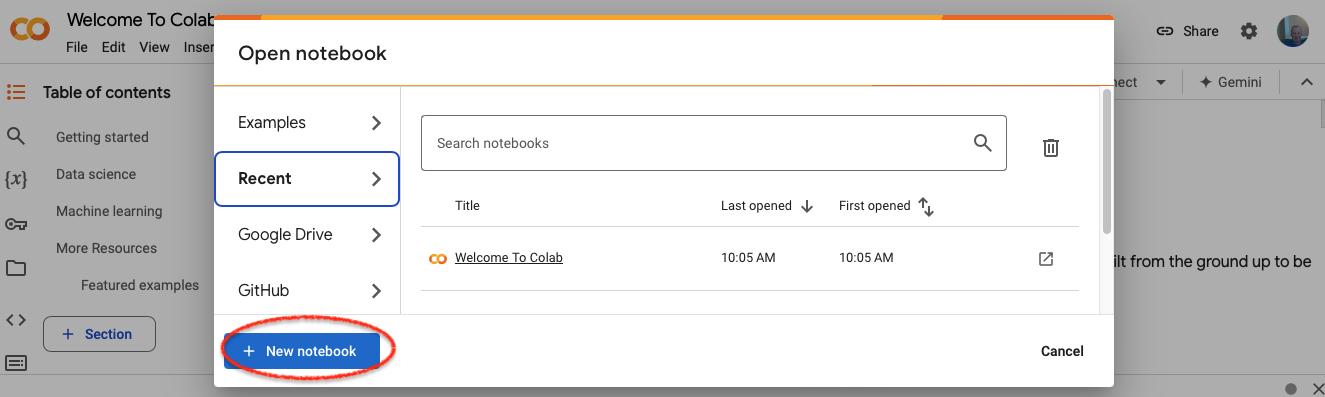 Welcome To Colab
File Edit View Inser
Share
nect
Gemini
Table of contents
Getting started
Data science
Machine learning
More Resources
Featured examples
+ Section
{x}
Open notebook
Examples
Recent
Google Drive
GitHub
Search notebooks
Title Last opened First opened
Welcome To Colab 10:05 AM 10:05 AM
+ New notebook
Cancel
ilt from the ground up to be